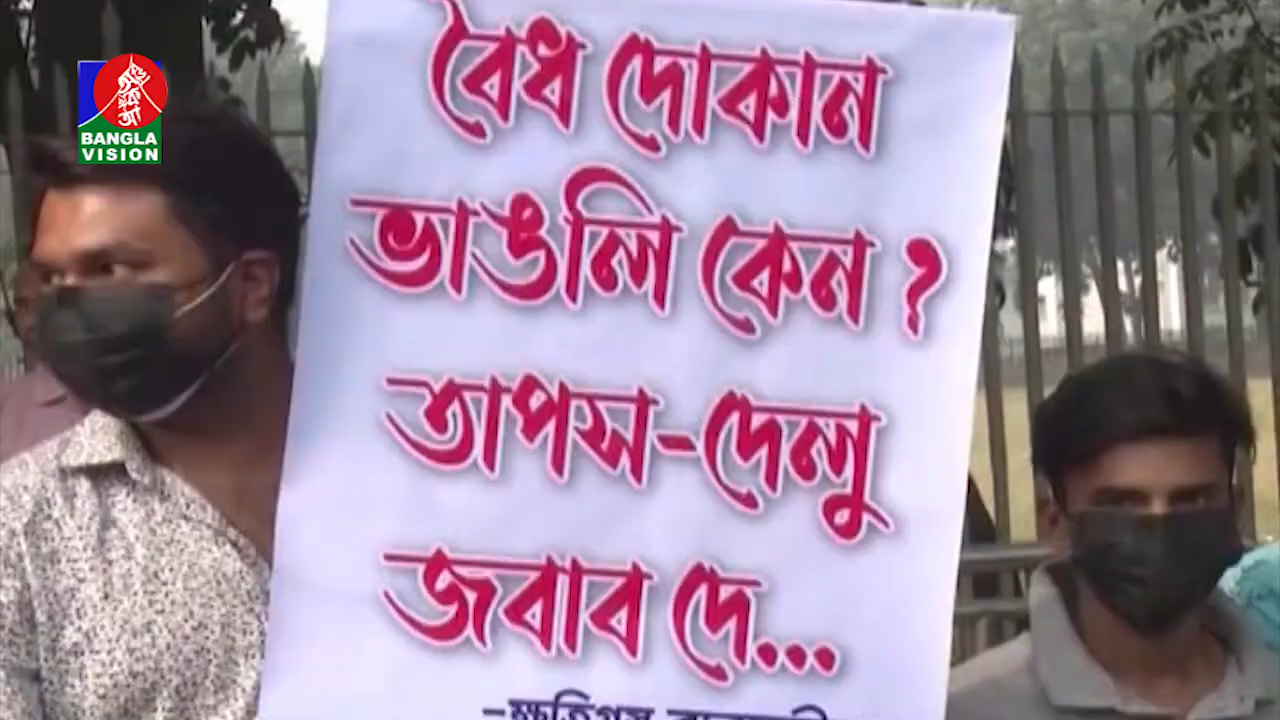 BANGLA
VISION
বৈধ দোকান
ভাঙলি কেন ?
তাপস-দেলু
জবাব দে...